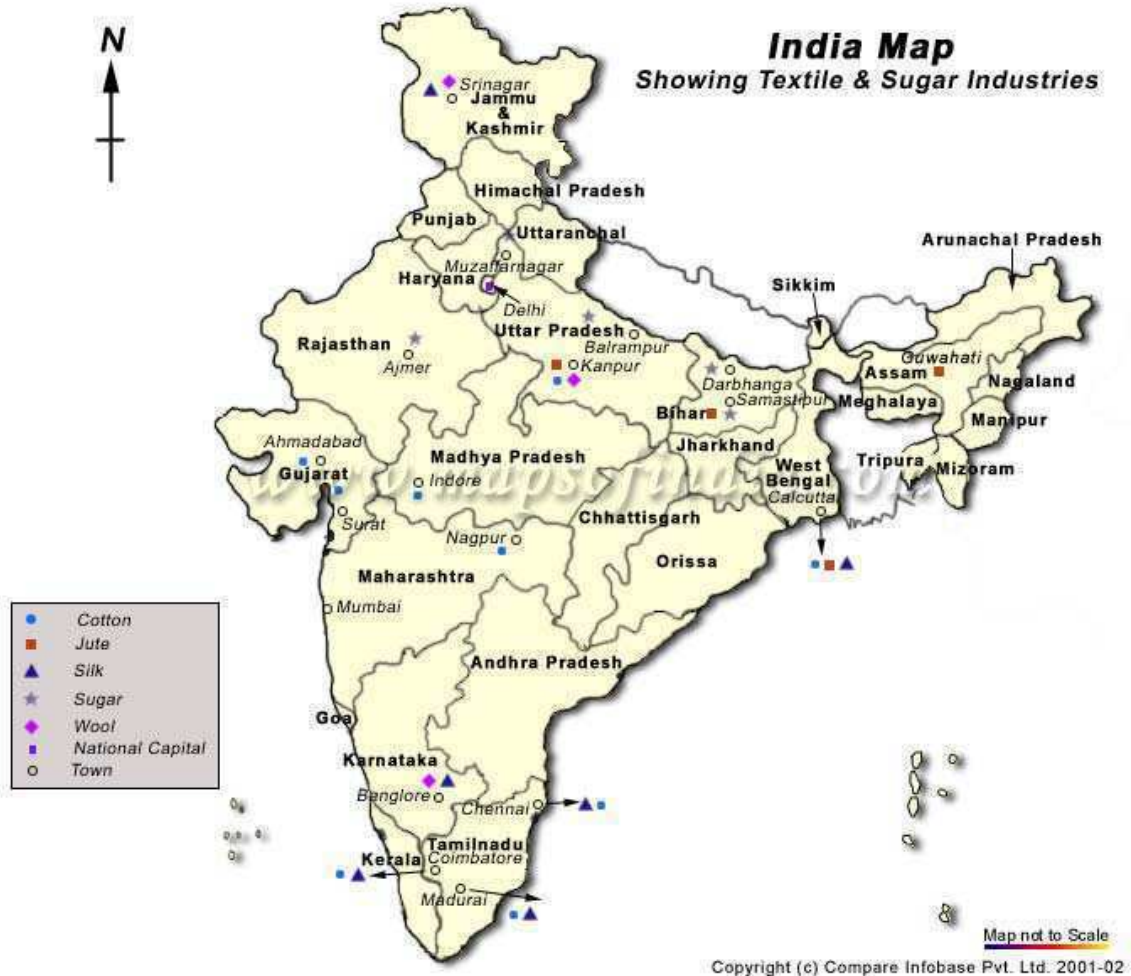 N
India Map
Showing Textile & Sugar Industries
Srinagar
Jammu
&
Kashmir
Himachal Pradesh
Punjab
Uttaranchal
Arunachal Pradesh
Muzaffarnagar
Haryana
Sikkim
Delhi
Uttar Pradesh
Rajasthan
Balrampur
Ajmer
Kanpur
Guwahati
Assam
Darbhanga
Nagaland
Samastipur
Meghalaya
Bihar
Manipur
Ahmadabad
Jharkhand
Madhya Pradesh
West
Bengal
Tripura
Mizoram
Gujarat
Indore
Calcutta
www.mapsofindia.com
Surat
Chhattisgarh
Nagpur
Orissa
Maharashtra
Mumbai
Cotton
Jute
Silk
Sugar
Wool
National Capital
Town
Andhra Pradesh
Goa
Karnataka
Banglore
Chennai
Tamilnadu
Kerala
Coimbatore
Madurai
Map not to Scale
Copyright (c) Compare Infobase Pvt. Ltd. 2001-02